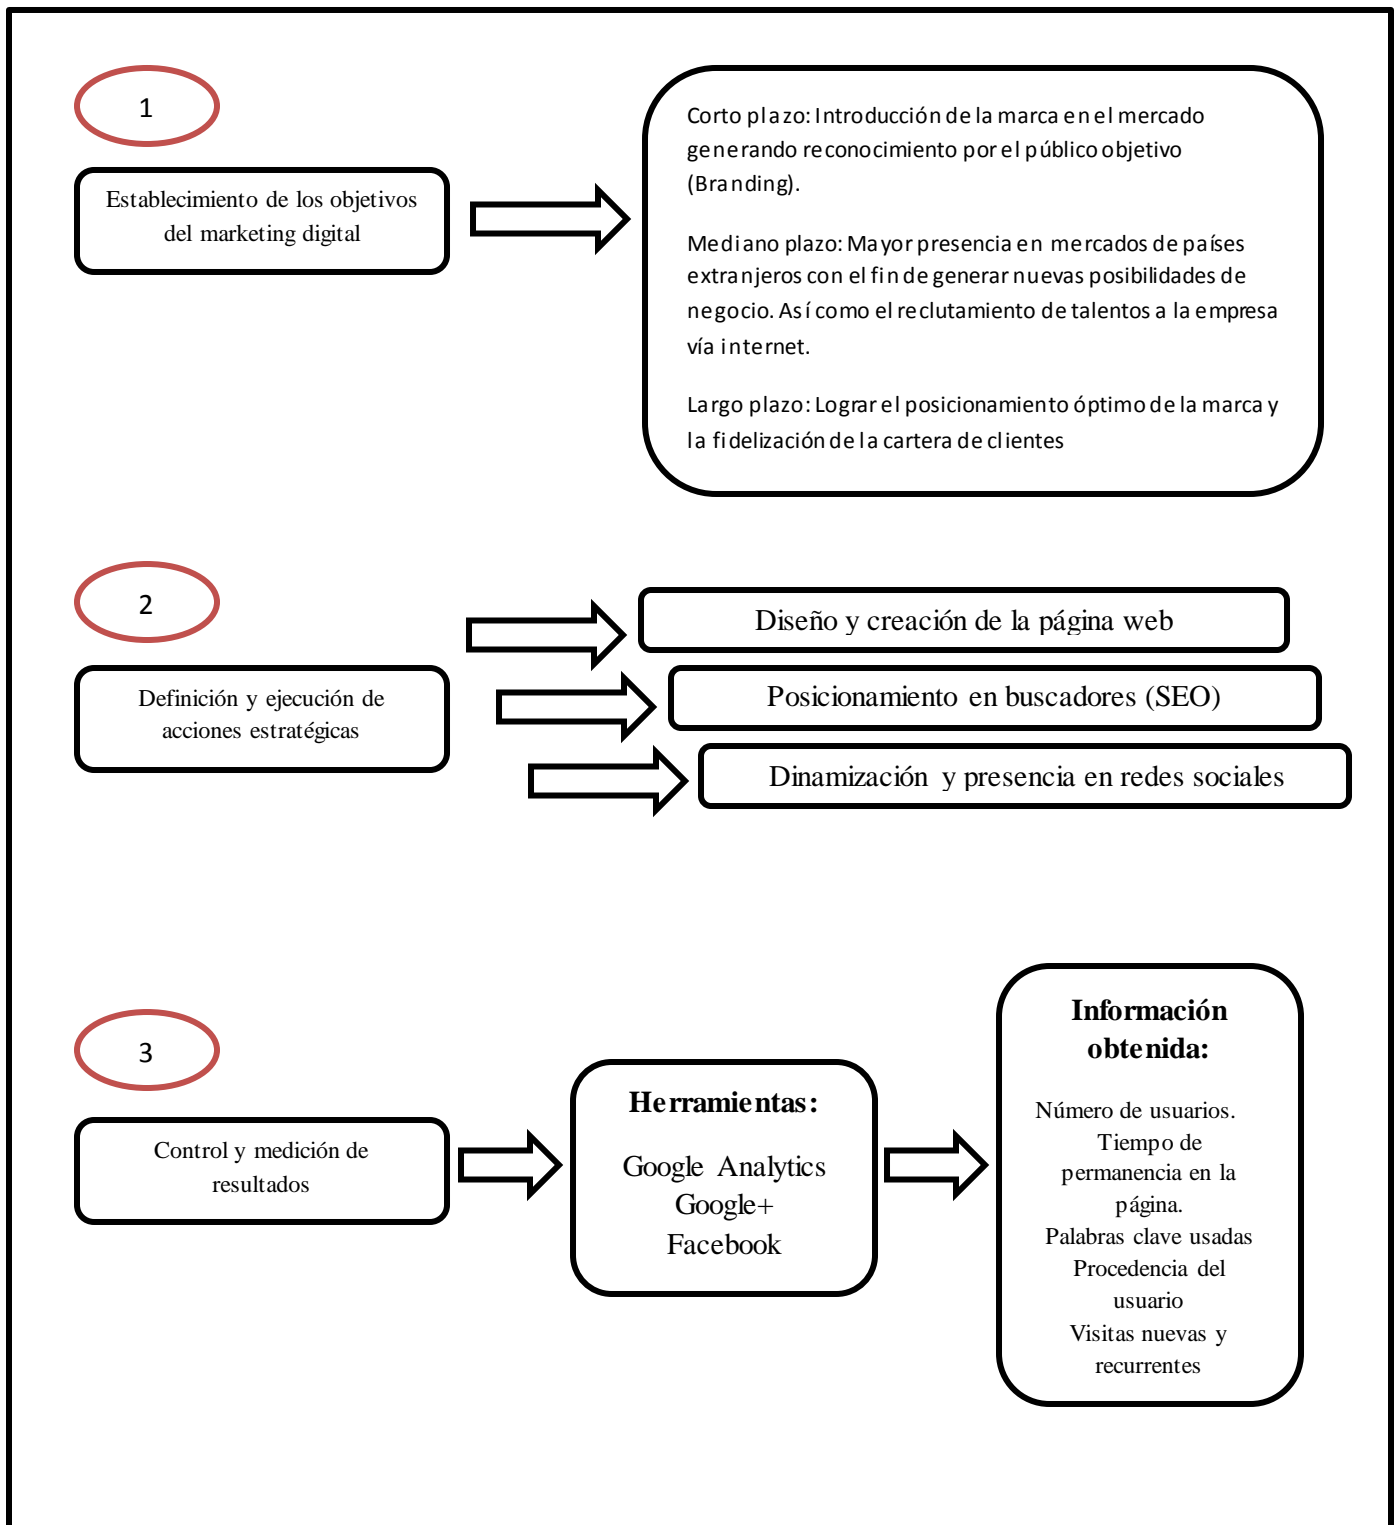 1
Establecimiento de los objetivos
del marketing digital
Corto plazo: Introducción de la marca en el mercado
generando reconocimiento por el público objetivo
(Branding).
Mediano plazo: Mayor presencia en mercados de países
extranjeros con el fin de generar nuevas posibilidades de
negocio. Así como el reclutamiento de talentos a la empresa
vía internet.
Largo plazo: Lograr el posicionamiento óptimo de la marca y
la fidelización de la cartera de clientes
2
Definición y ejecución de
acciones estratégicas
Diseño y creación de la página web
Posicionamiento en buscadores (SEO)
Dinamización y presencia en redes sociales
3
Control y medición de
resultados
Herramientas:
Google Analytics
Google+
Facebook
Información
obtenida:
Número de usuarios.
Tiempo de
permanencia en la
página.
Palabras clave usadas
Procedencia del
usuario
Visitas nuevas y
recurrentes